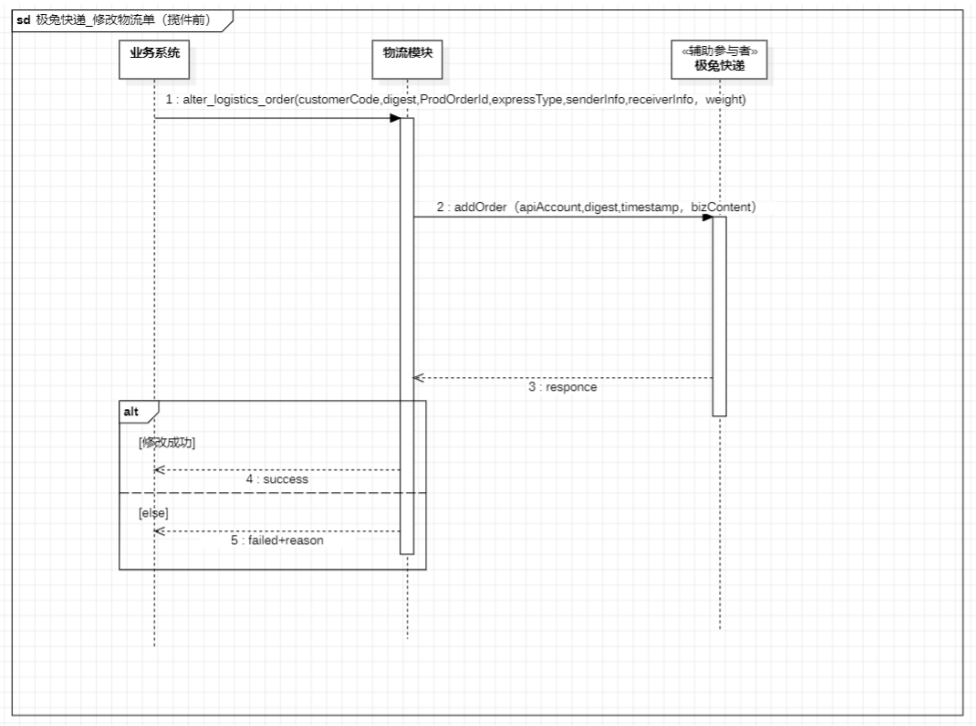 sd 极兔快递_修改物流单（揽件前）
业务系统
物流模块
«辅助参与者»
极兔快递
1 : alter_logistics_order(customerCode,digest,ProdOrderId,expressType,senderInfo,receiverInfo，weight)
2 : addOrder（apiAccount,digest,timestamp，bizContent）
3 : responce
alt
[修改成功]
4 : success
[else]
5 : failed+reason